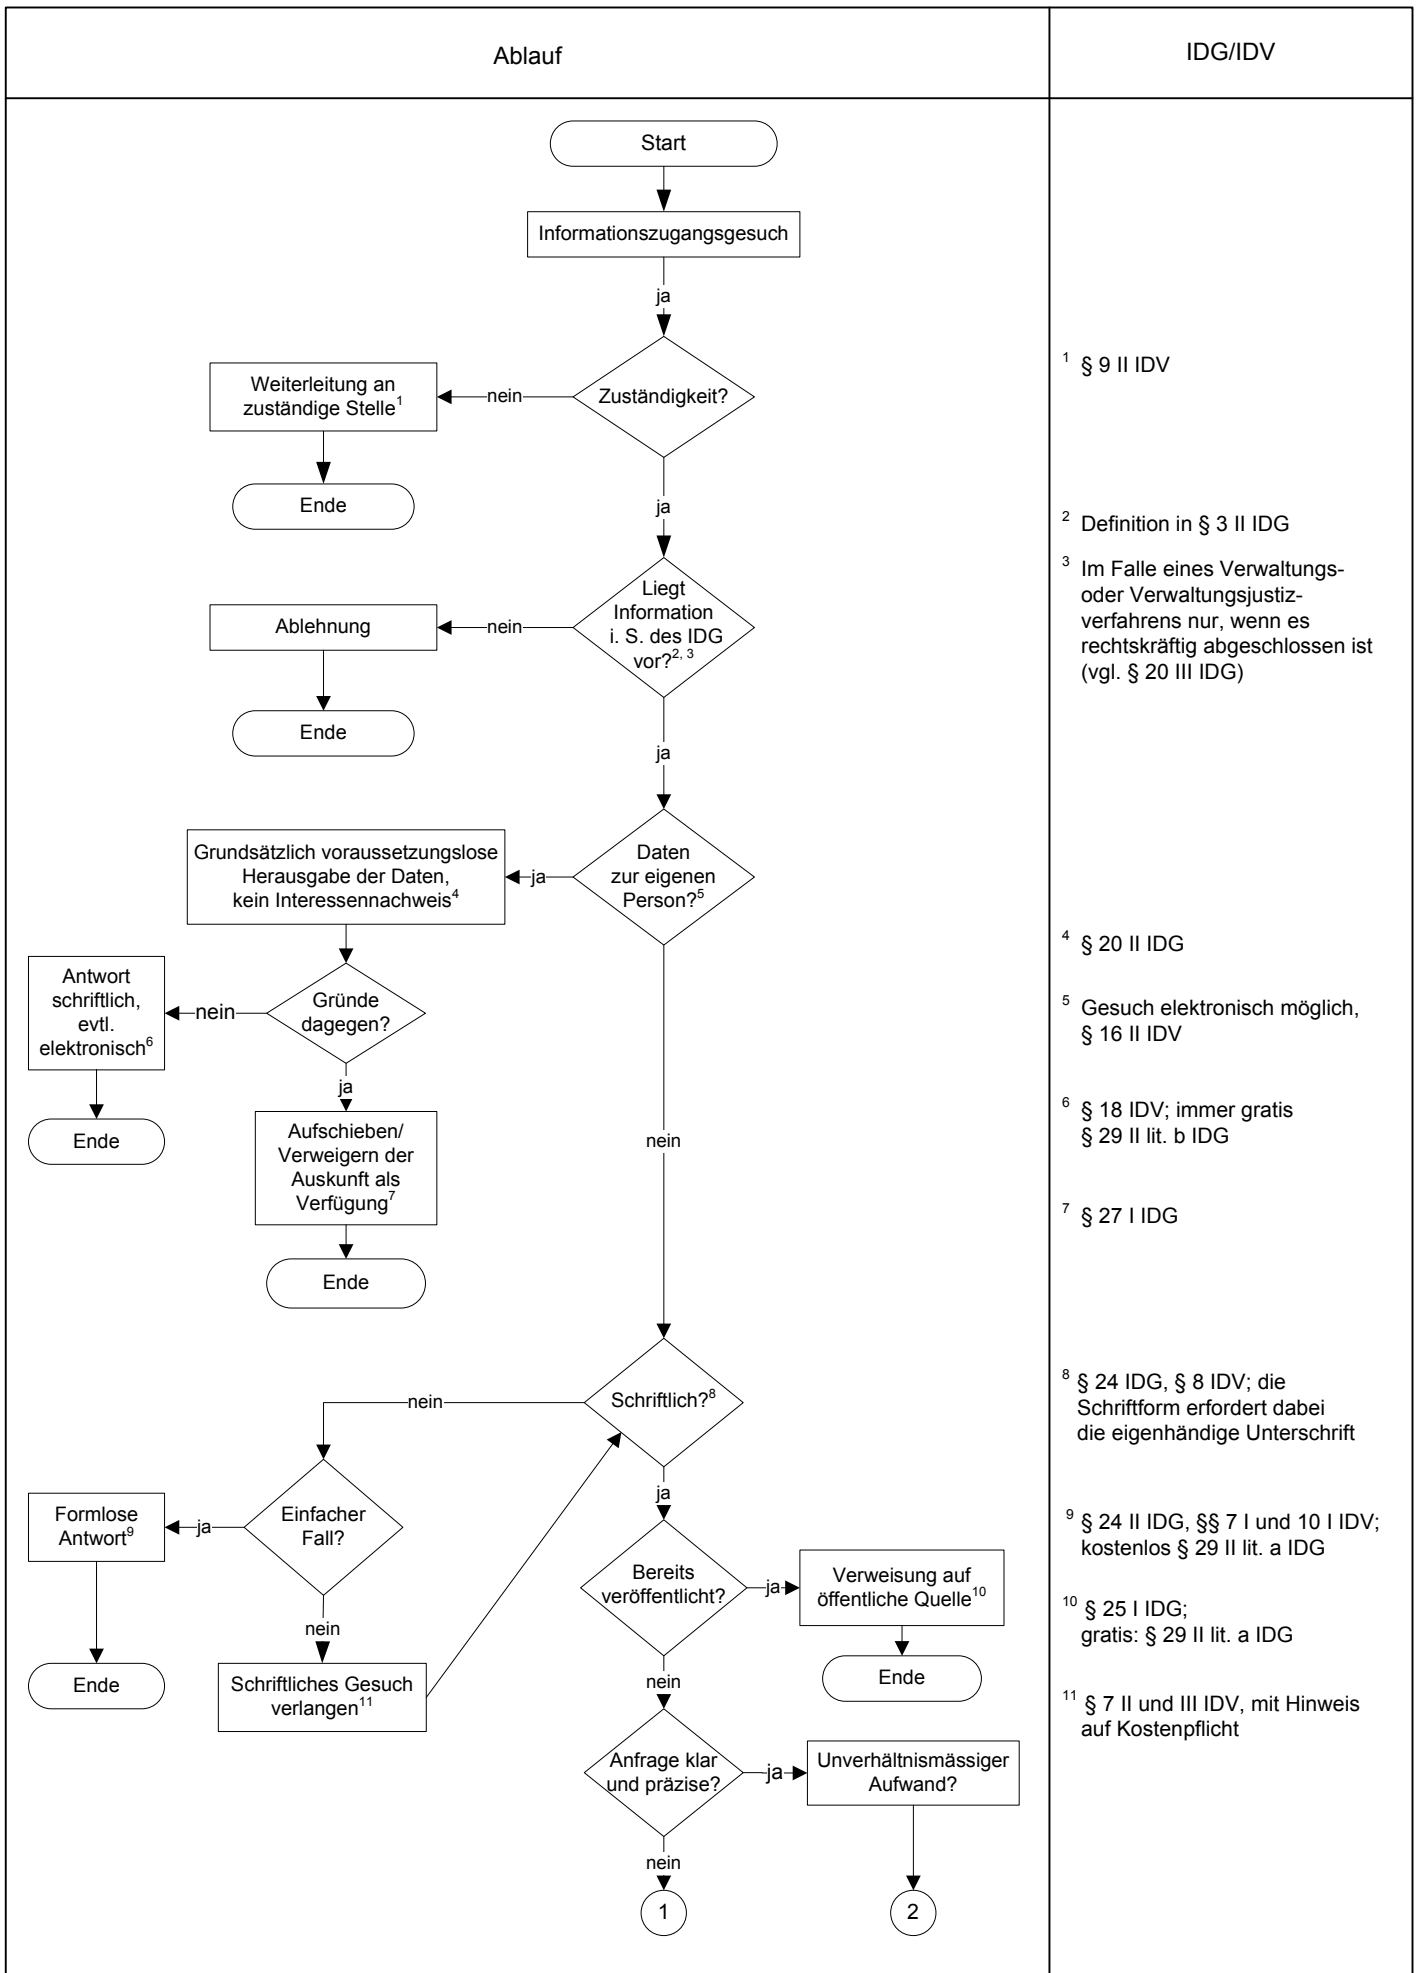 Ablauf
IDG/IDV
Start
Informationszugangsgesuch
ja
Zuständigkeit?
nein
Weiterleitung an
zuständige Stelle1
Ende
ja
Liegt
Information
i. S. des IDG
vor?2, 3
nein
Ablehnung
Ende
ja
Daten
zur eigenen
Person?5
ja
Grundsätzlich voraussetzungslose
Herausgabe der Daten,
kein Interessennachweis4
Gründe
dagegen?
nein
Antwort
schriftlich,
evtl.
elektronisch6
Ende
ja
Aufschieben/
Verweigern der
Auskunft als
Verfügung7
Ende
nein
Schriftlich?8
nein
Einfacher
Fall?
ja
Formlose
Antwort9
Ende
nein
Schriftliches Gesuch
verlangen11
ja
Bereits
veröffentlicht?
ja
Verweisung auf
öffentliche Quelle10
Ende
nein
Anfrage klar
und präzise?
ja
Unverhältnismässiger
Aufwand?
nein
1
2
1 § 9 II IDV
2 Definition in § 3 II IDG
3 Im Falle eines Verwaltungs-
oder Verwaltungsjustiz-
verfahrens nur, wenn es
rechtskräftig abgeschlossen ist
(vgl. § 20 III IDG)
4 § 20 II IDG
5 Gesuch elektronisch möglich,
§ 16 II IDV
6 § 18 IDV; immer gratis
§ 29 II lit. b IDG
7 § 27 I IDG
8 § 24 IDG, § 8 IDV; die
Schriftform erfordert dabei
die eigenhändige Unterschrift
9 § 24 II IDG, §§ 7 I und 10 I IDV;
kostenlos § 29 II lit. a IDG
10 § 25 I IDG;
gratis: § 29 II lit. a IDG
11 § 7 II und III IDV, mit Hinweis
auf Kostenpflicht